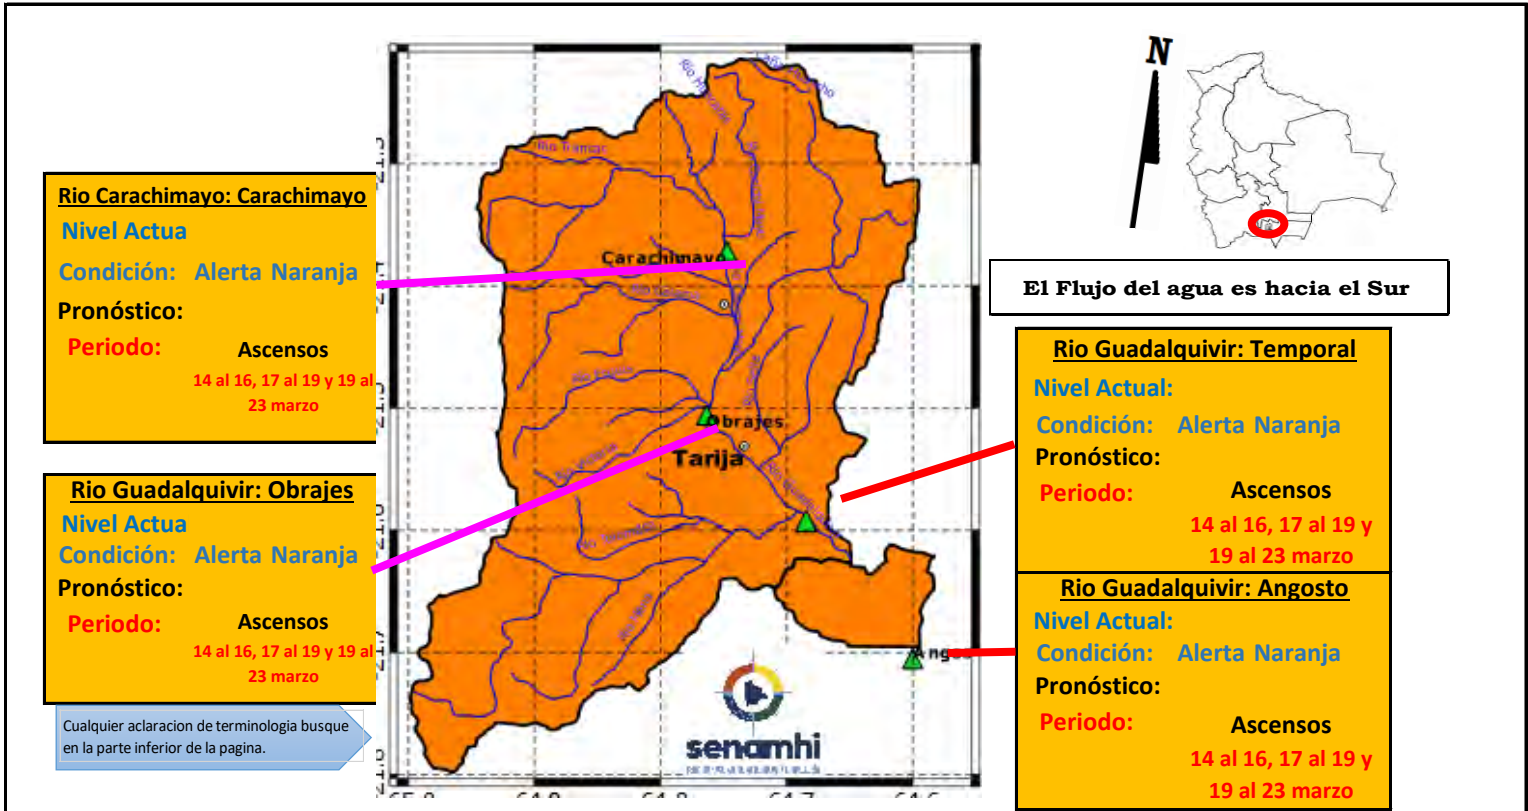 Rio Carachimayo: Carachimayo
Nivel Actua
Condición: Alerta Naranja
Pronóstico:
Periodo: Ascensos
14 al 16, 17 al 19 y 19 al
23 marzo
Rio Guadalquivir: Obrajes
Nivel Actua
Condición: Alerta Naranja
Pronóstico:
Periodo: Ascensos
14 al 16, 17 al 19 y 19 al
23 marzo
Cualquier aclaracion de terminologia busque
en la parte inferior de la pagina.
Carachimayo
Obrajes
Tarija
senamhi
N
El Flujo del agua es hacia el Sur
Rio Guadalquivir: Temporal
Nivel Actual:
Condición: Alerta Naranja
Pronóstico:
Periodo: Ascensos
14 al 16, 17 al 19 y
19 al 23 marzo
Rio Guadalquivir: Angosto
Nivel Actual:
Condición: Alerta Naranja
Pronóstico:
Periodo: Ascensos
14 al 16, 17 al 19 y
19 al 23 marzo